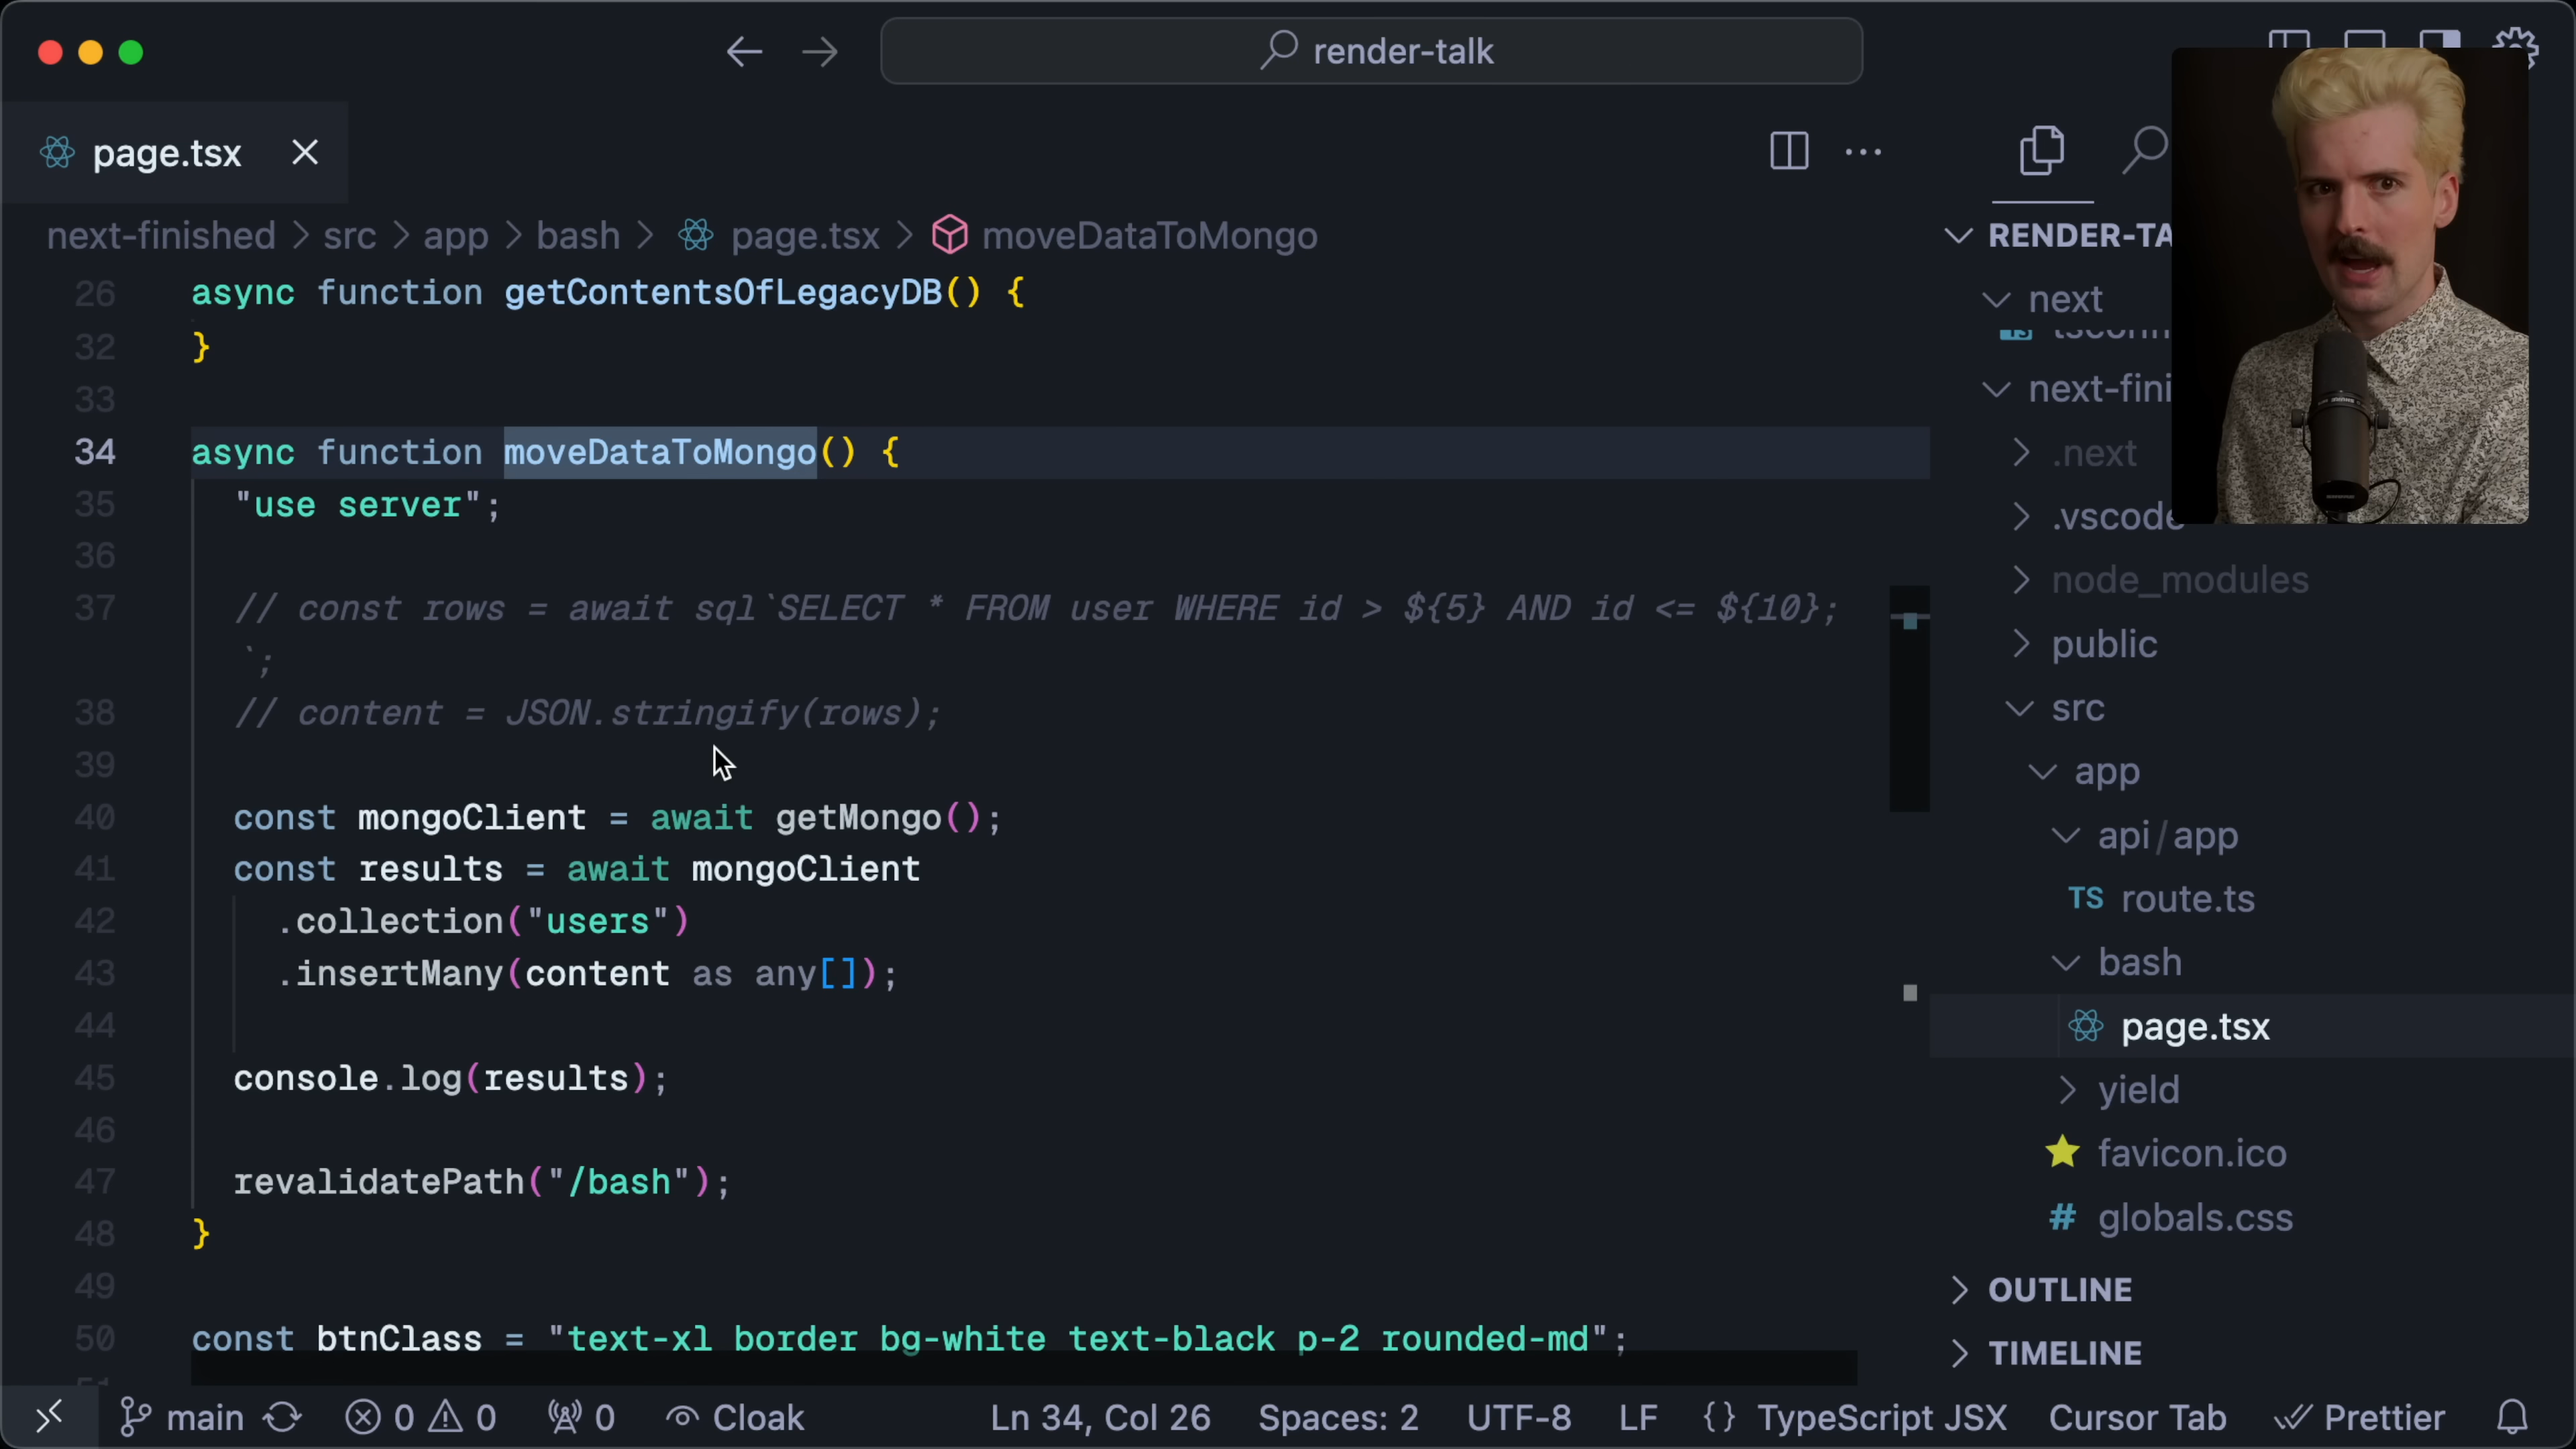 render-talk
page.tsx
next-finished > src > app > bash > page.tsx > moveDataToMongo
26 async function getContentsOfLegacyDB() {
32 }
33
34 async function moveDataToMongo() {
35 "use server";
36
37 // const rows = await sql`SELECT * FROM user WHERE id > ${5} AND id <= ${10};
`;
38 // content = JSON.stringify(rows);
39
40 const mongoClient = await getMongo();
41 const results = await mongoClient
42 .collection("users")
43 .insertMany(content as any[]);
44
45 console.log(results);
46
47 revalidatePath("/bash");
48 }
49
50 const btnClass = "text-xl border bg-white text-black p-2 rounded-md";
RENDER-TA
next
next-fini
.next
.vscode
node_modules
public
src
app
api/app
TS route.ts
bash
page.tsx
yield
favicon.ico
# globals.css
OUTLINE
TIMELINE
main 0 0 0 Cloak Ln 34, Col 26 Spaces: 2 UTF-8 LF {} TypeScript JSX Cursor Tab Prettier